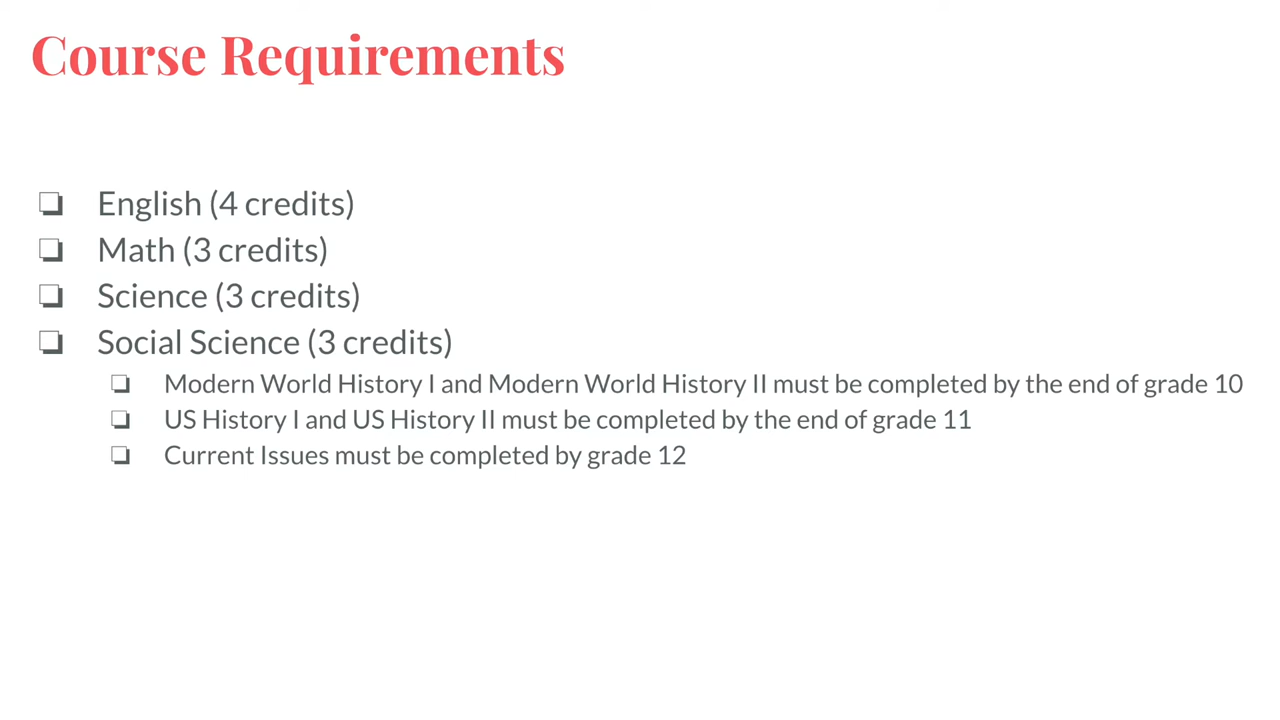 Course Requirements
❏ English (4 credits)
❏ Math (3 credits)
❏ Science (3 credits)
❏ Social Science (3 credits)
❏ Modern World History I and Modern World History II must be completed by the end of grade 10
❏ US History I and US History II must be completed by the end of grade 11
❏ Current Issues must be completed by grade 12